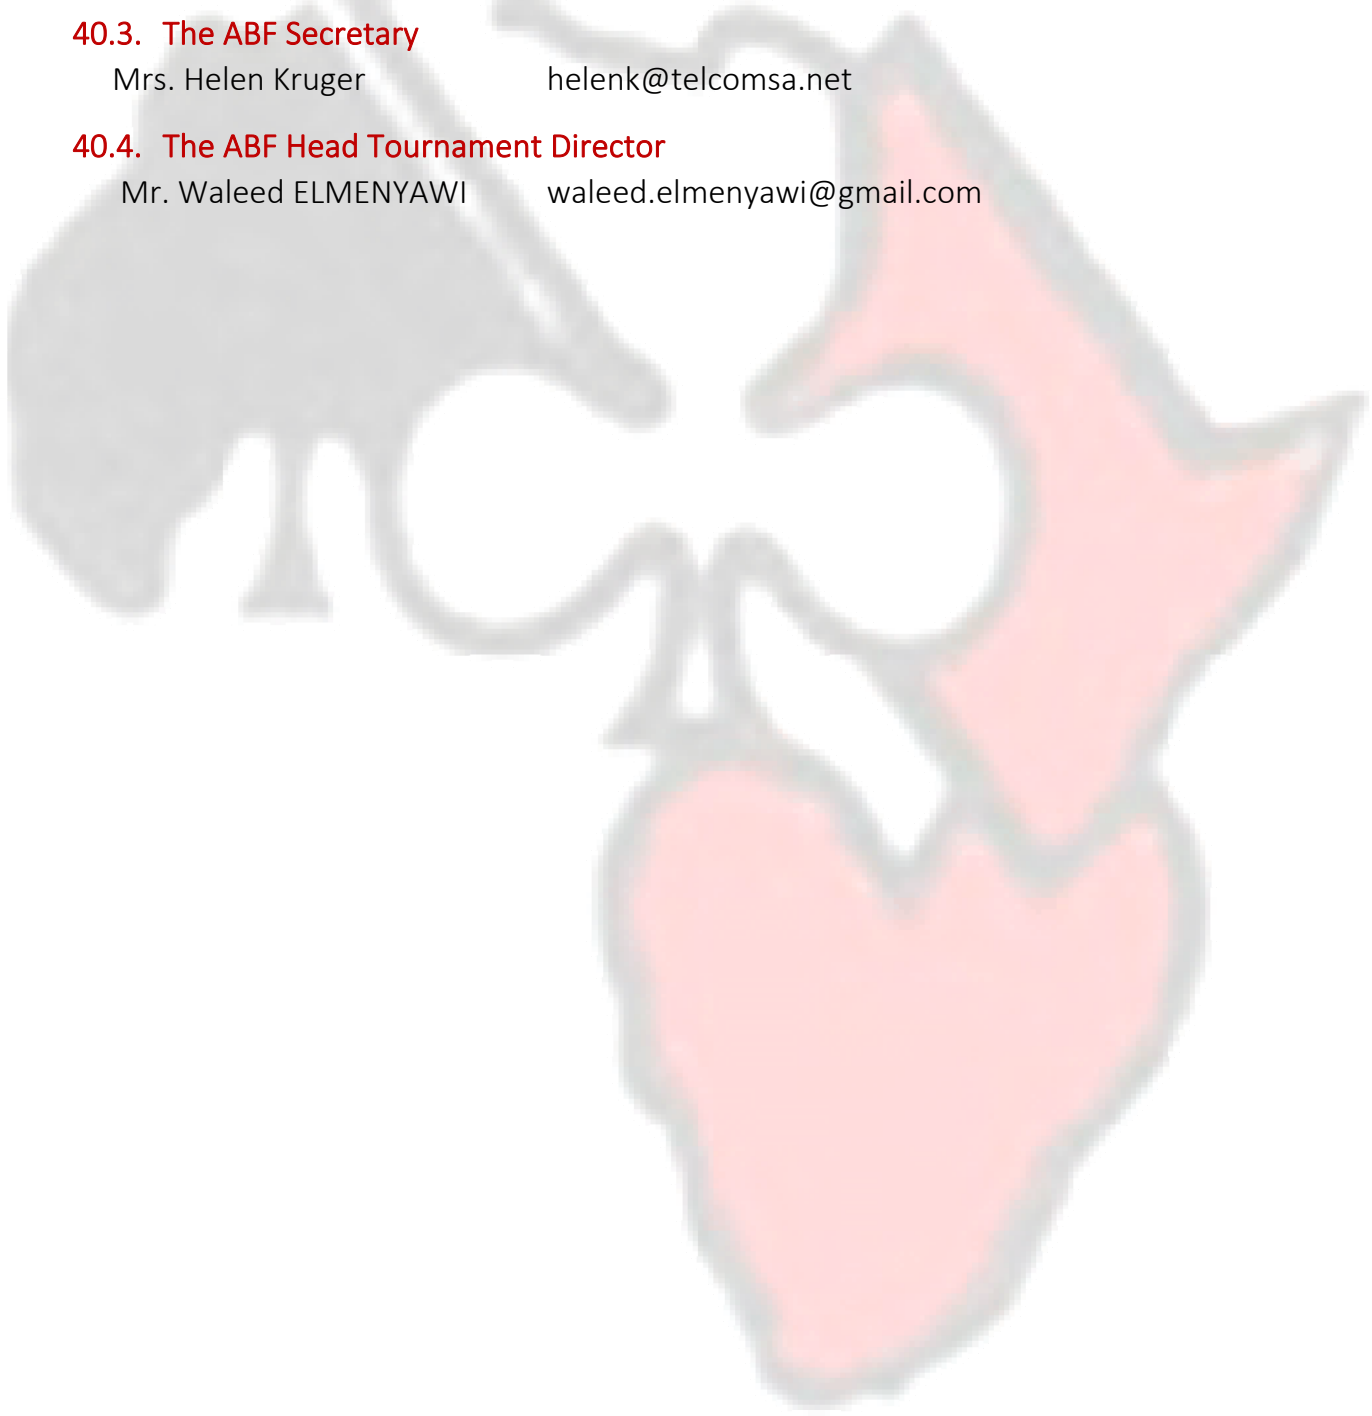 40.3. The ABF Secretary
Mrs. Helen Kruger helenk@telcomsa.net
40.4. The ABF Head Tournament Director
Mr. Waleed ELMENYAWI waleed.elmenyawi@gmail.com